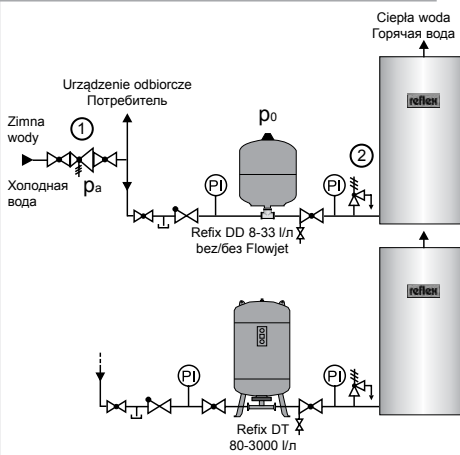 Ciepła woda
Горячая вода
Urządzenie odbiorcze
Потребитель
reflex
Zimna
wody
1
p0
2
Холодная
вода
pa
PI
PI
Refix DD 8-33 l/л
bez/без Flowjet
reflex
PI
PI
Refix DT
80-3000 l/л